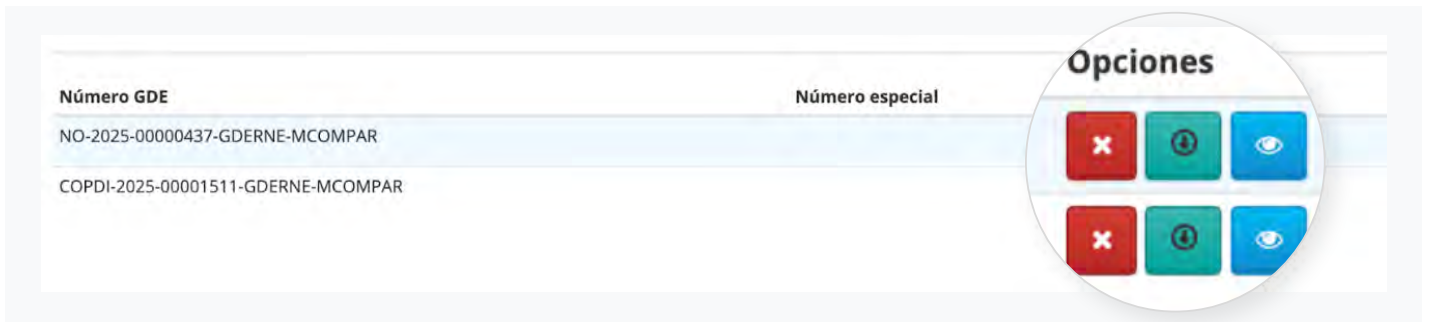 Opciones
Número GDE
Número especial
NO-2025-00000437-GDERNE-MCOMPAR
COPDI-2025-00001511-GDERNE-MCOMPAR